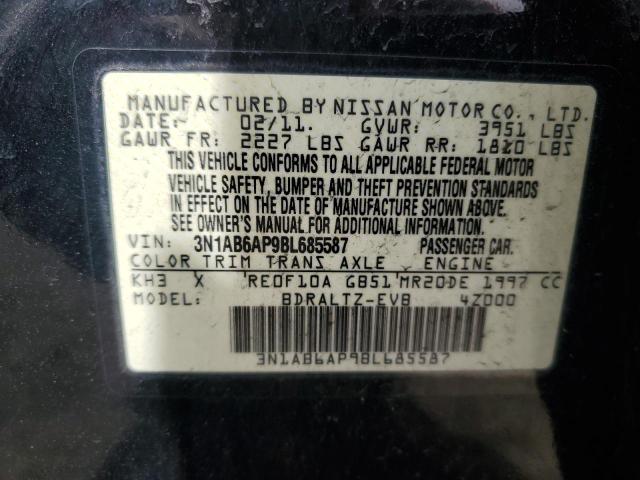 MANUFACTURED BY NISSAN MOTOR CO., LTD.
DATE: 02/11. GVWR: 3951 LBS
GAWR FR: 2227 LBS GAWR RR: 1810 LBS
THIS VEHICLE CONFORMS TO ALL APPLICABLE FEDERAL MOTOR
VEHICLE SAFETY, BUMPER AND THEFT PREVENTION STANDARDS
IN EFFECT ON THE DATE OF MANUFACTURE SHOWN ABOVE.
SEE OWNER'S MANUAL FOR ADDITIONAL INFORMATION.
VIN: 3N1AB6AP9BL685587 PASSENGER CAR.
COLOR TRIM TRANS AXLE ENGINE
KH3 X RE0F10A GB51 MR20DE 1997 CC
MODEL: BDRALTZ-EVB 4Z000
3N1AB6AP9BL685587